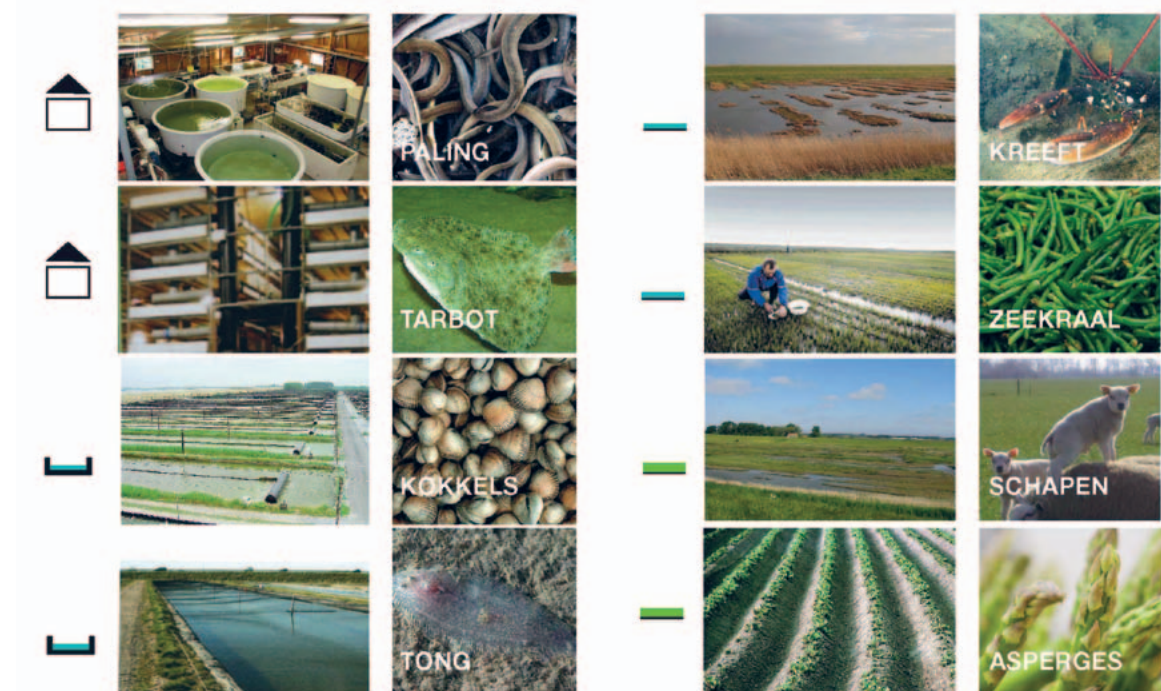 PALING
KREEFT
TARBOT
ZEEKRAAL
KOKKELS
SCHAPEN
TONG
ASPERGES